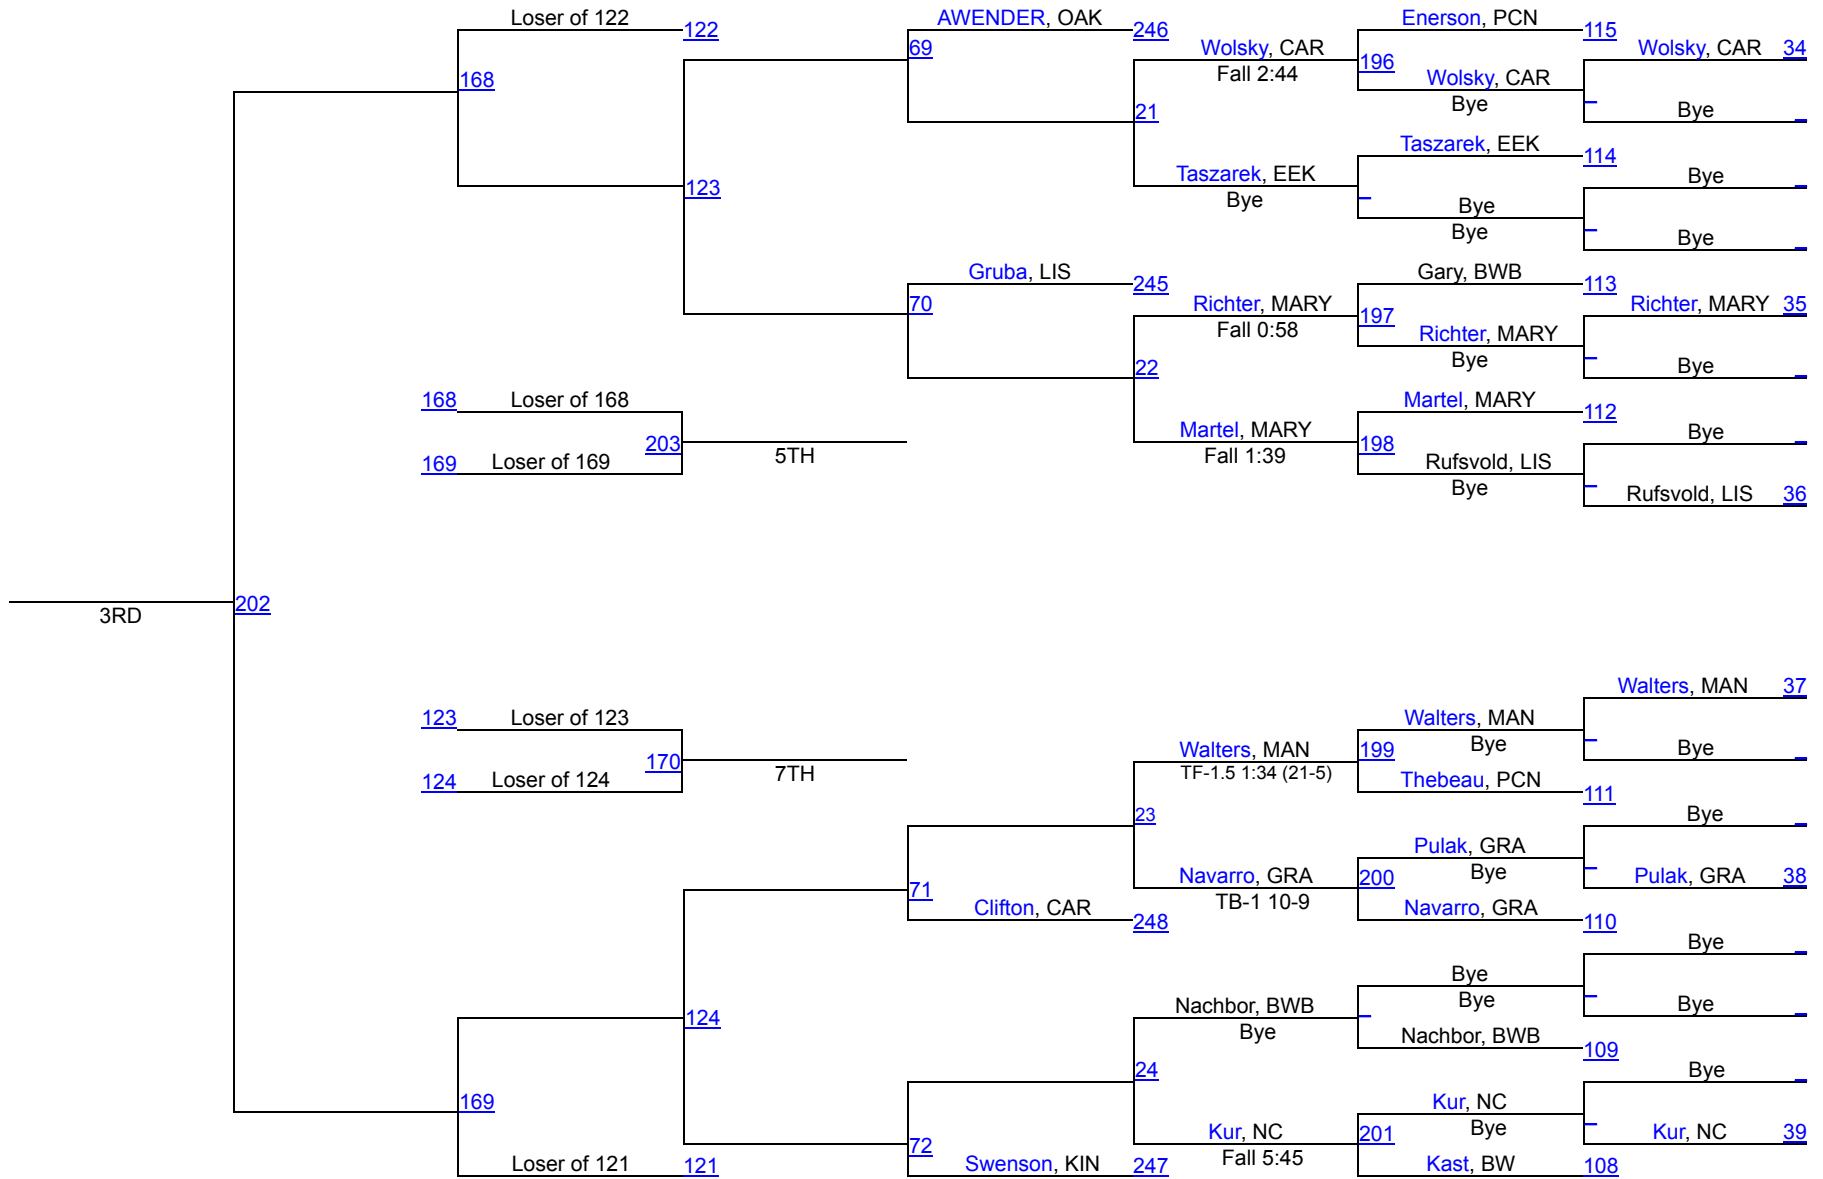 Loser of 122
122
AWENDER, OAK
246
Enerson, PCN
115
69
Wolsky, CAR
Fall 2:44
196
Wolsky, CAR
Bye
Wolsky, CAR 34
Bye
168
21
Taszarek, EEK
114
Bye
123
Taszarek, EEK
Bye
Bye
Bye
Bye
Gruba, LIS
245
Gary, BWB
113
70
Richter, MARY
Fall 0:58
197
Richter, MARY
Bye
Richter, MARY 35
Bye
22
168 Loser of 168
203
169 Loser of 169
5TH
Martel, MARY
112
Martel, MARY
Fall 1:39
198
Rufsvold, LIS
Bye
Bye
Rufsvold, LIS 36
202
3RD
Walters, MAN 37
123 Loser of 123
170
124 Loser of 124
7TH
Walters, MAN
Bye
Bye
Walters, MAN
TF-1.5 1:34 (21-5)
199
Thebeau, PCN
111
23
Bye
Pulak, GRA
Bye
Pulak, GRA 38
71
Navarro, GRA
TB-1 10-9
200
Clifton, CAR
248
Navarro, GRA
110
Bye
Bye
Bye
Bye
124
Nachbor, BWB
Bye
Nachbor, BWB
109
24
Bye
169
Kur, NC
Bye
Kur, NC 39
72
Kur, NC
Fall 5:45
201
Loser of 121
121
Swenson, KIN
247
Kast, BW
108